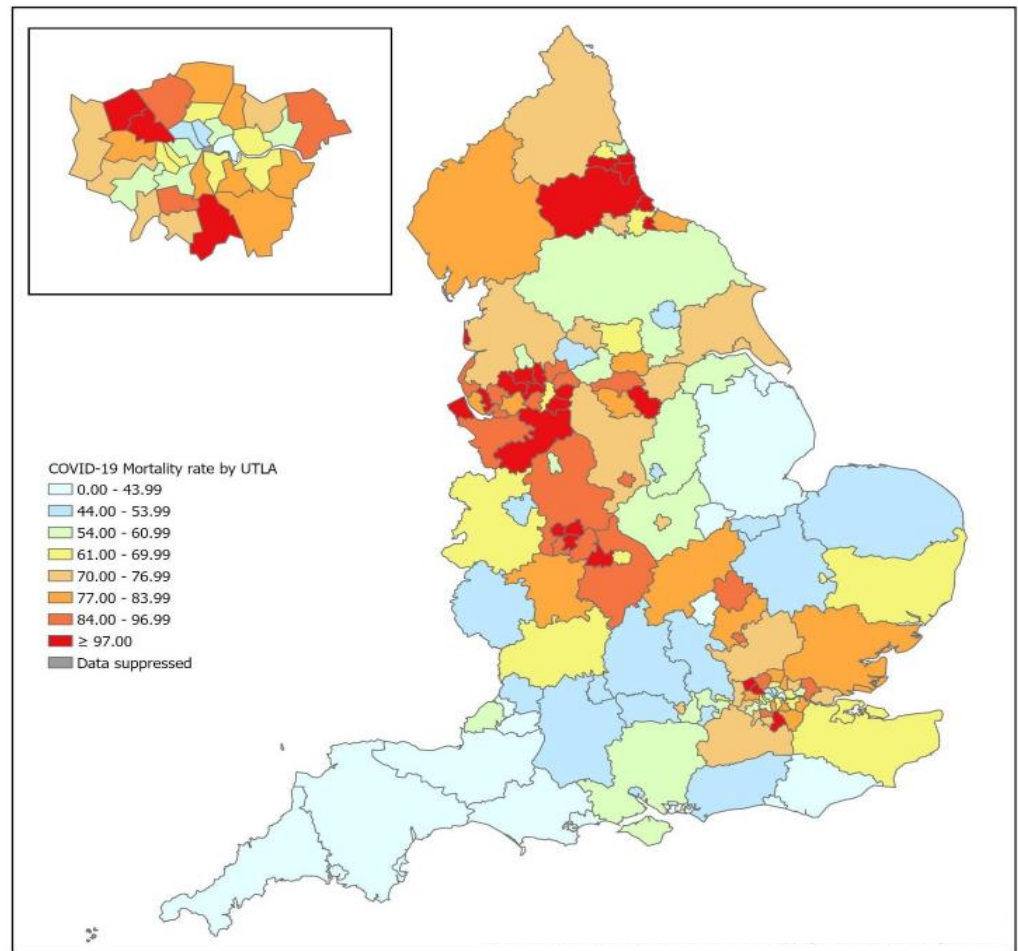 COVID-19 Mortality rate by UTLA
0.00 - 43.99
44.00 - 53.99
54.00 - 60.99
61.00 - 69.99
70.00 - 76.99
77.00 - 83.99
84.00 - 96.99
≥ 97.00
Data suppressed